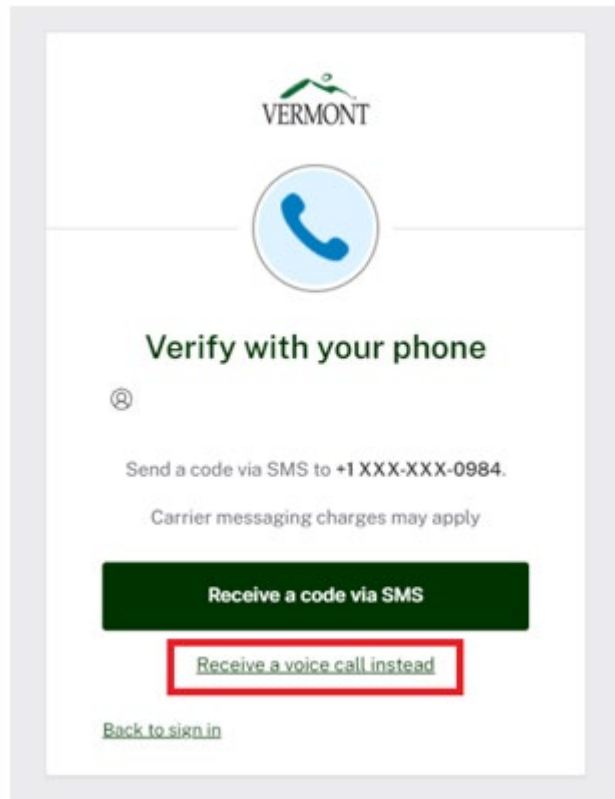 VERMONT
Verify with your phone
Send a code via SMS to +1 XXX-XXX-0984.
Carrier messaging charges may apply
Receive a code via SMS
Receive a voice call instead
Back to sign in